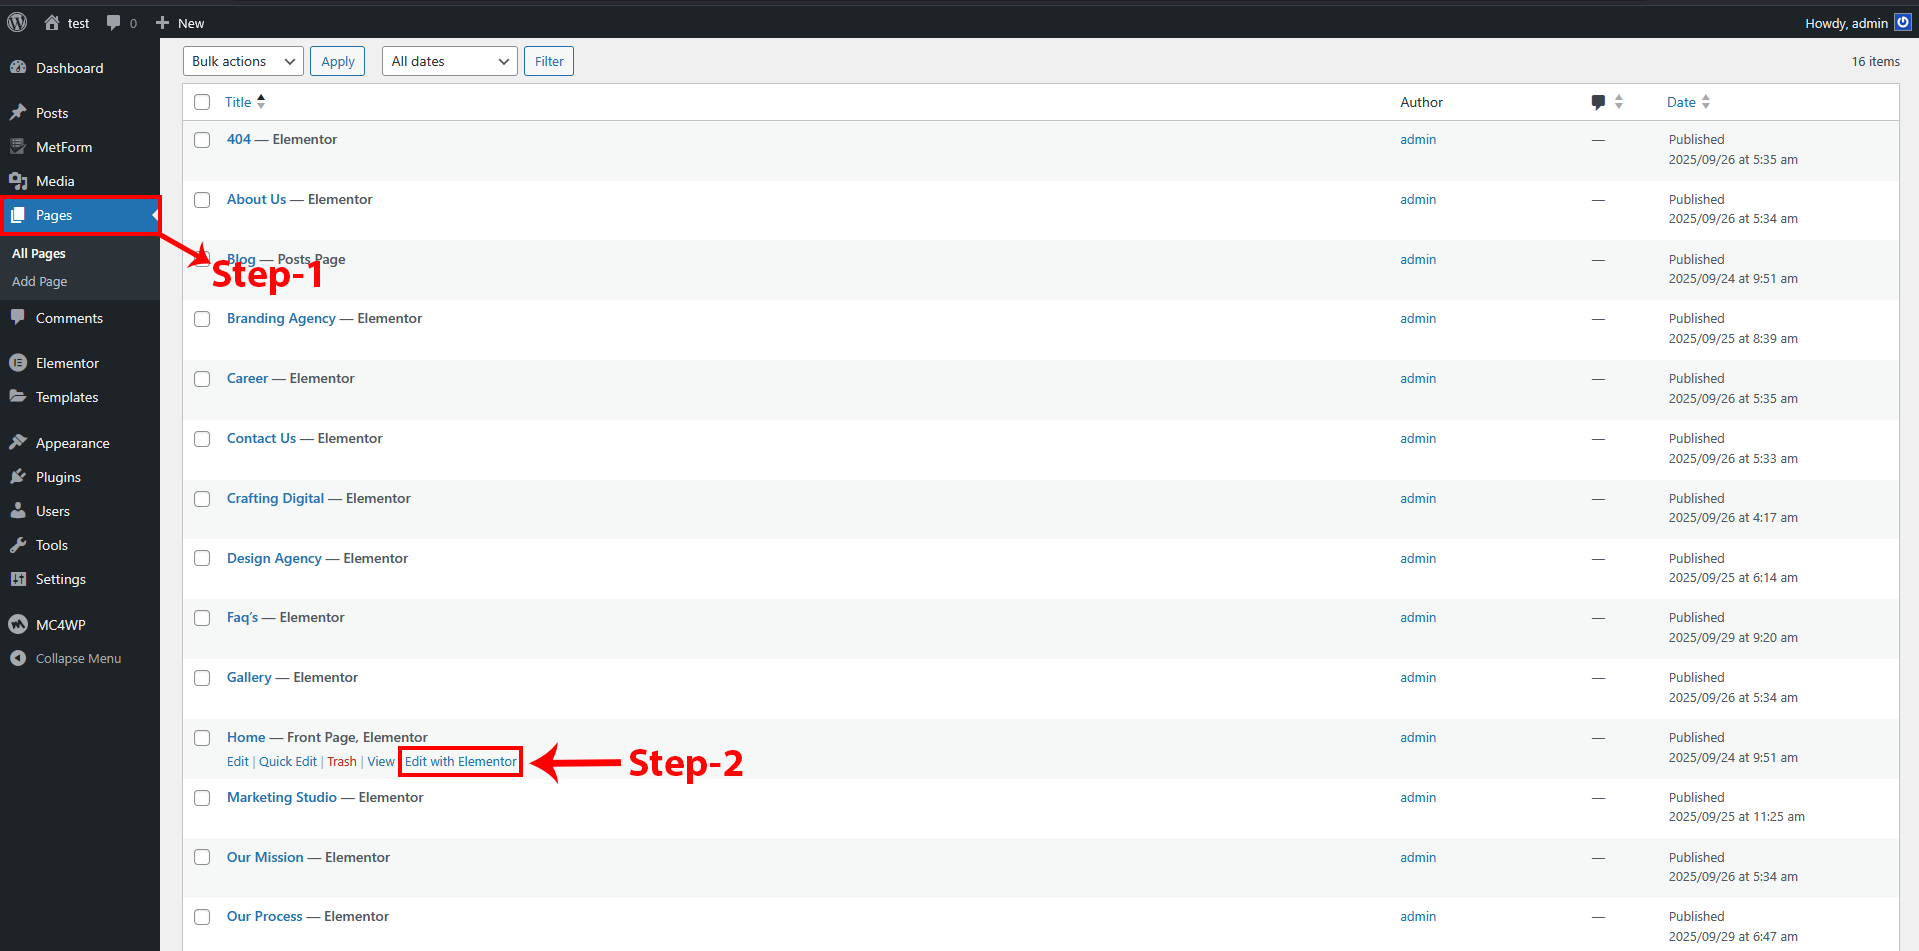 test 0 New
Howdy, admin
Dashboard
Posts
MetForm
Media
Pages
All Pages
Add Page
Comments
Elementor
Templates
Appearance
Plugins
Users
Tools
Settings
MC4WP
Collapse Menu
Bulk actions Apply All dates Filter 16 items
Title Author Date
404 — Elementor admin — Published
2025/09/26 at 5:35 am
About Us — Elementor admin — Published
2025/09/26 at 5:34 am
Blog — Posts Page admin — Published
Step-1
2025/09/24 at 9:51 am
Branding Agency — Elementor admin — Published
2025/09/25 at 8:39 am
Career — Elementor admin — Published
2025/09/26 at 5:35 am
Contact Us — Elementor admin — Published
2025/09/26 at 5:33 am
Crafting Digital — Elementor admin — Published
2025/09/26 at 4:17 am
Design Agency — Elementor admin — Published
2025/09/25 at 6:14 am
Faq’s — Elementor admin — Published
2025/09/29 at 9:20 am
Gallery — Elementor admin — Published
2025/09/26 at 5:34 am
Home — Front Page, Elementor admin — Published
Edit | Quick Edit | Trash | View Edit with Elementor Step-2 2025/09/24 at 9:51 am
Marketing Studio — Elementor admin — Published
2025/09/25 at 11:25 am
Our Mission — Elementor admin — Published
2025/09/26 at 5:34 am
Our Process — Elementor admin — Published
2025/09/29 at 6:47 am